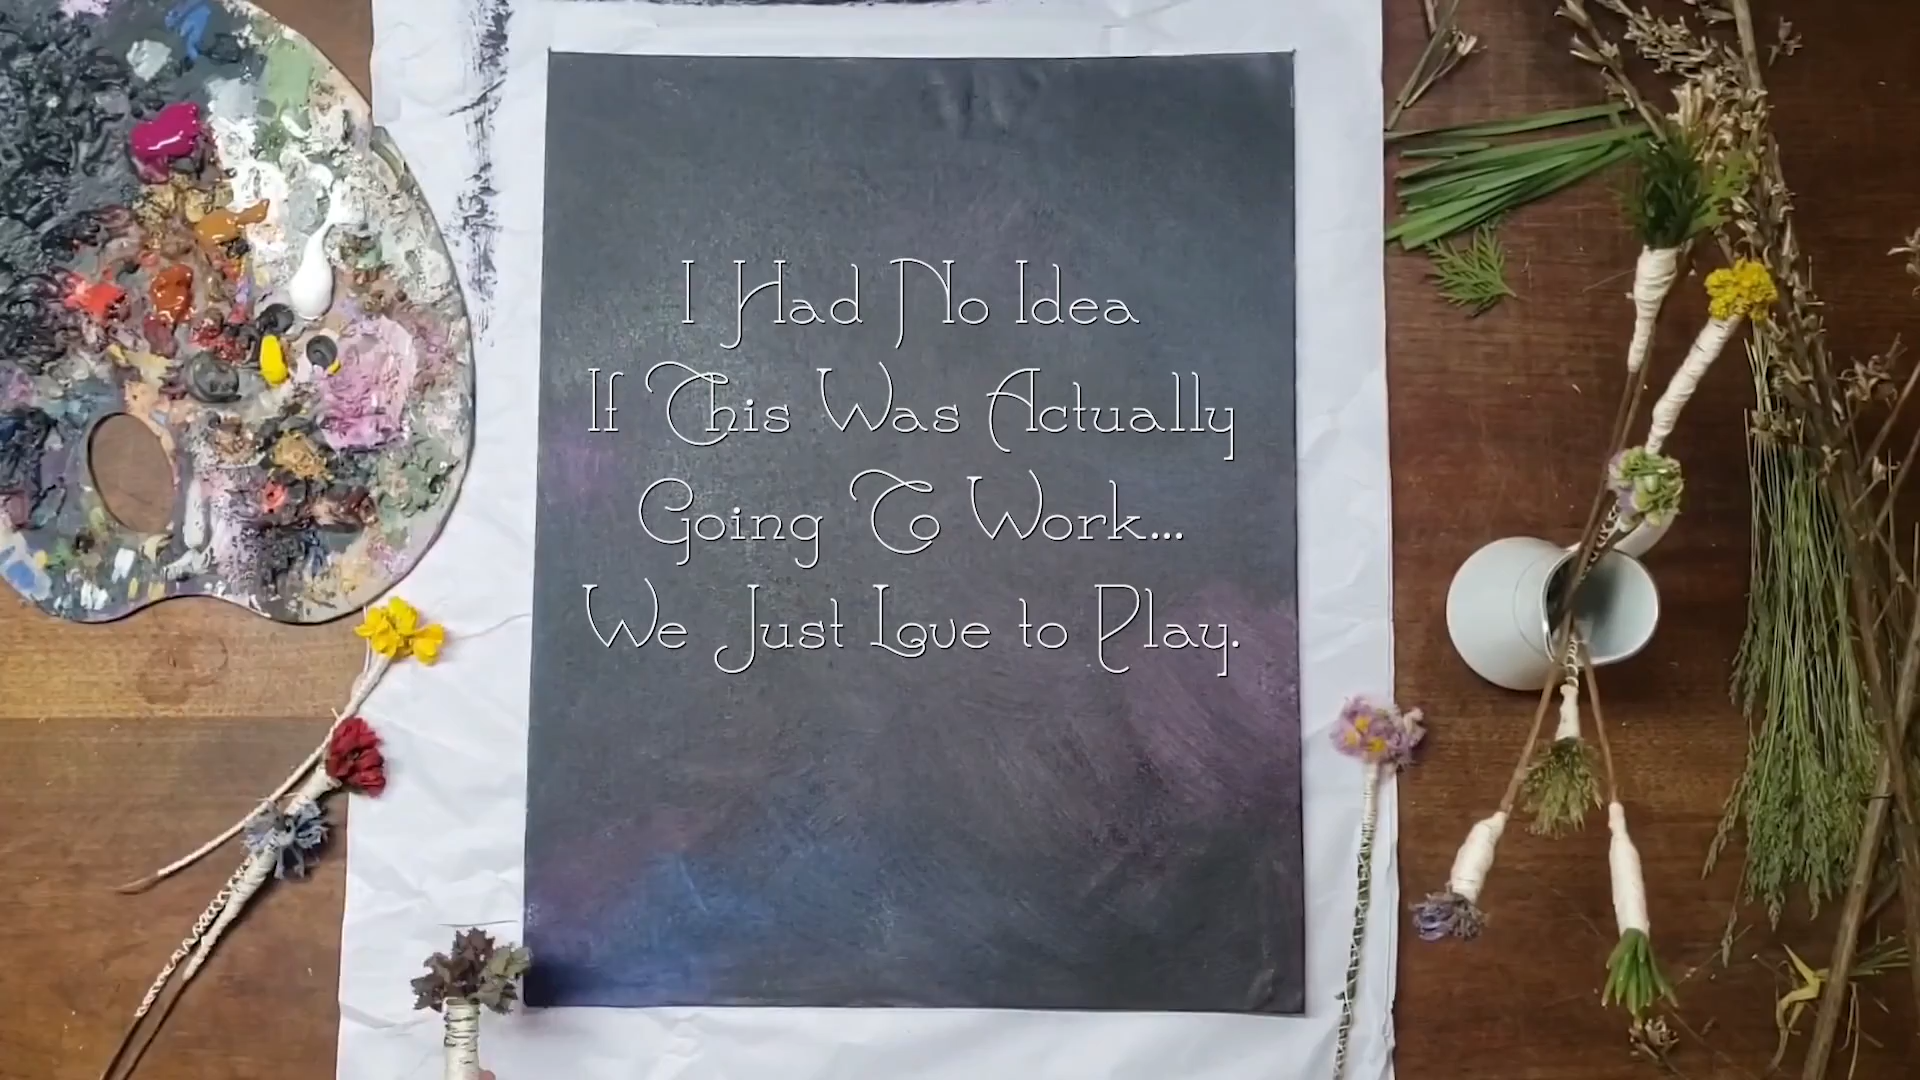 I Had No Idea
If This Was Actually
Going To Work...
We Just Love to Play.